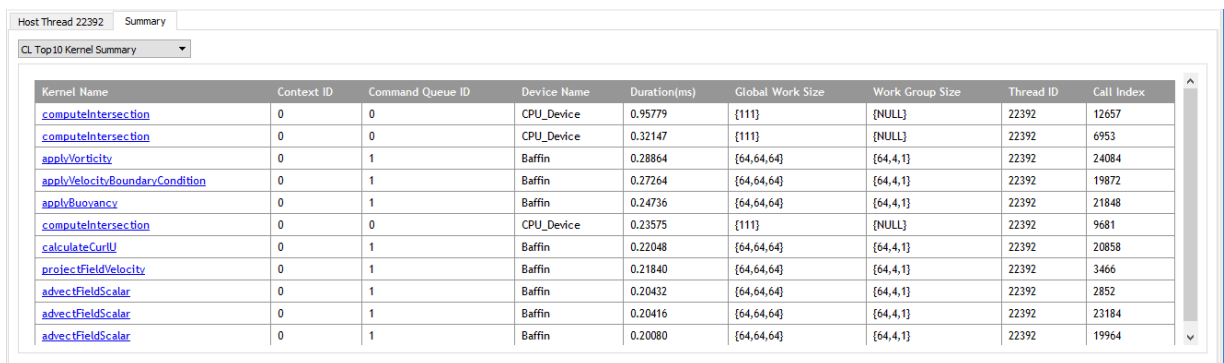 Host Thread 22392 Summary
CL Top10 Kernel Summary
Kernel Name Context ID Command Queue ID Device Name Duration(ms) Global Work Size Work Group Size Thread ID Call Index
computeIntersection 0 0 CPU_Device 0.95779 {111} {NULL} 22392 12657
computeIntersection 0 0 CPU_Device 0.32147 {111} {NULL} 22392 6953
applyVorticity 0 1 Baffin 0.28864 {64,64,64} {64,4,1} 22392 24084
applyVelocityBoundaryCondition 0 1 Baffin 0.27264 {64,64,64} {64,4,1} 22392 19872
applyBuoyancy 0 1 Baffin 0.24736 {64,64,64} {64,4,1} 22392 21848
computeIntersection 0 0 CPU_Device 0.23575 {111} {NULL} 22392 9681
calculateCurlU 0 1 Baffin 0.22048 {64,64,64} {64,4,1} 22392 20858
projectFieldVelocity 0 1 Baffin 0.21840 {64,64,64} {64,4,1} 22392 3466
advectFieldScalar 0 1 Baffin 0.20432 {64,64,64} {64,4,1} 22392 2852
advectFieldScalar 0 1 Baffin 0.20416 {64,64,64} {64,4,1} 22392 23184
advectFieldScalar 0 1 Baffin 0.20080 {64,64,64} {64,4,1} 22392 19964